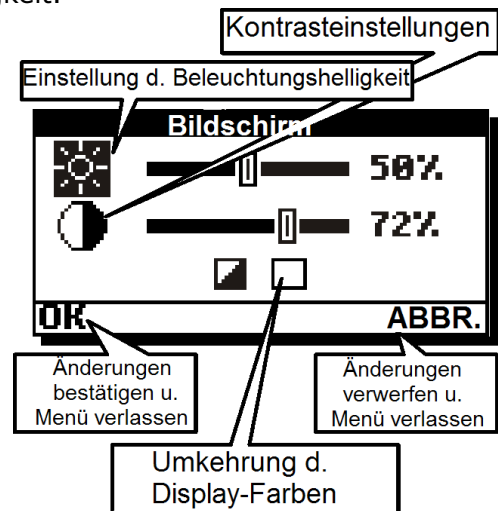 gkeit.
Kontrasteinstellungen
Einstellung d. Beleuchtungshelligkeit
Bildschirm
50%
72%
OK
ABBR.
Änderungen
bestätigen u.
Menü verlassen
Änderungen
verwerfen u.
Menü verlassen
Umkehrung d.
Display-Farben